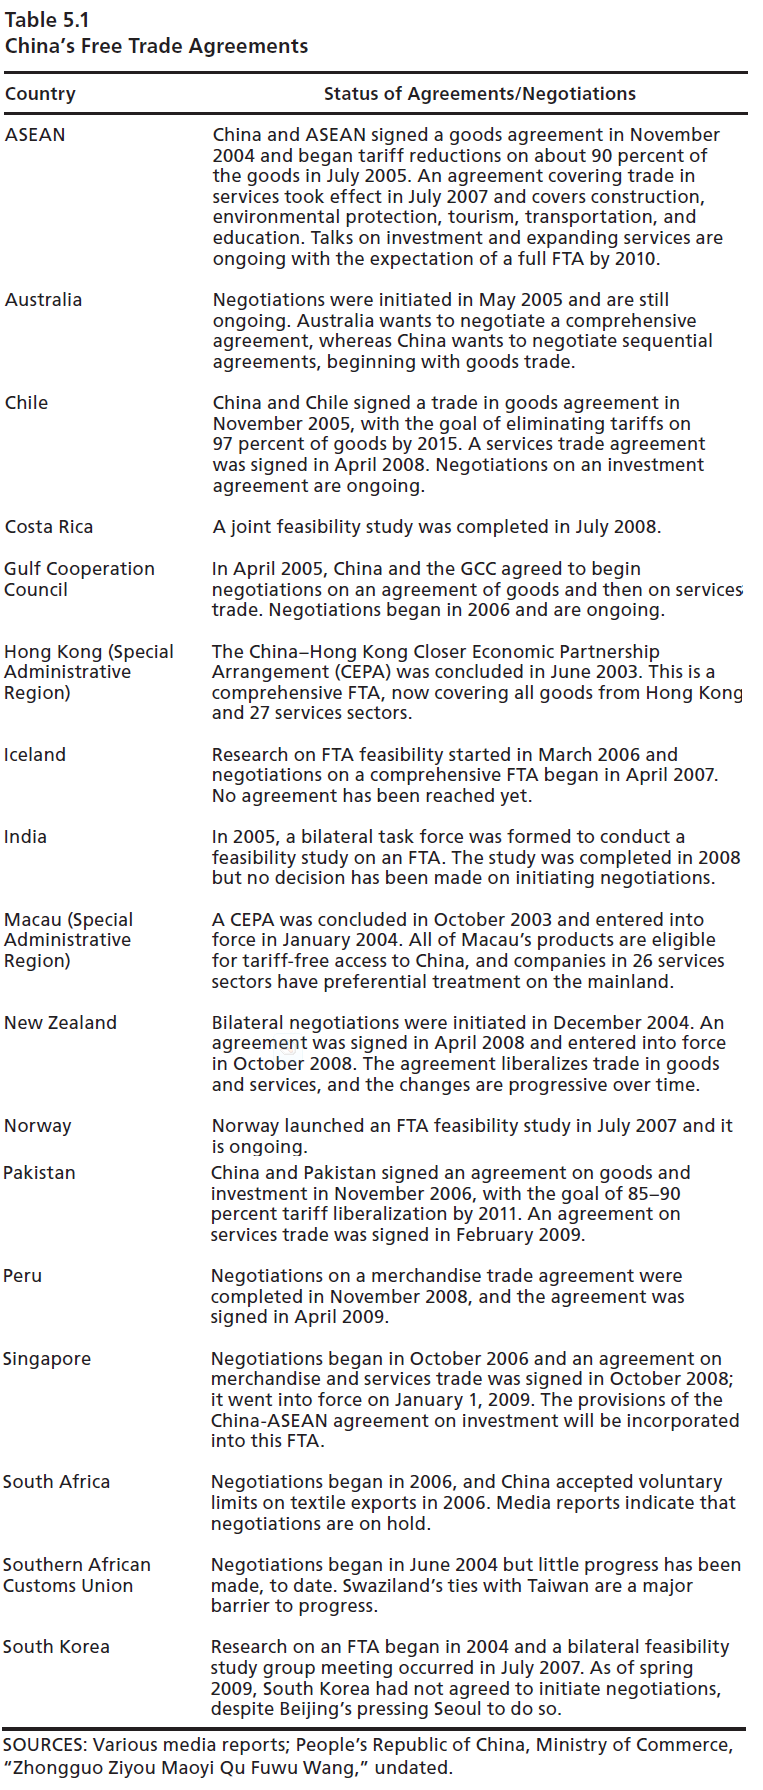 Table 5.1
China's Free Trade Agreements
Country Status of Agreements/Negotiations
ASEAN China and ASEAN signed a goods agreement in November
2004 and began tariff reductions on about 90 percent of
the goods in July 2005. An agreement covering trade in
services took effect in July 2007 and covers construction,
environmental protection, tourism, transportation, and
education. Talks on investment and expanding services are
ongoing with the expectation of a full FTA by 2010.
Australia Negotiations were initiated in May 2005 and are still
ongoing. Australia wants to negotiate a comprehensive
agreement, whereas China wants to negotiate sequential
agreements, beginning with goods trade.
Chile China and Chile signed a trade in goods agreement in
November 2005, with the goal of eliminating tariffs on
97 percent of goods by 2015. A services trade agreement
was signed in April 2008. Negotiations on an investment
agreement are ongoing.
Costa Rica A joint feasibility study was completed in July 2008.
Gulf Cooperation In April 2005, China and the GCC agreed to begin
Council negotiations on an agreement of goods and then on services
trade. Negotiations began in 2006 and are ongoing.
Hong Kong (Special The China–Hong Kong Closer Economic Partnership
Administrative Arrangement (CEPA) was concluded in June 2003. This is a
Region) comprehensive FTA, now covering all goods from Hong Kong
and 27 services sectors.
Iceland Research on FTA feasibility started in March 2006 and
negotiations on a comprehensive FTA began in April 2007.
No agreement has been reached yet.
India In 2005, a bilateral task force was formed to conduct a
feasibility study on an FTA. The study was completed in 2008
but no decision has been made on initiating negotiations.
Macau (Special A CEPA was concluded in October 2003 and entered into
Administrative force in January 2004. All of Macau's products are eligible
Region) for tariff-free access to China, and companies in 26 services
sectors have preferential treatment on the mainland.
New Zealand Bilateral negotiations were initiated in December 2004. An
agreement was signed in April 2008 and entered into force
in October 2008. The agreement liberalizes trade in goods
and services, and the changes are progressive over time.
Norway Norway launched an FTA feasibility study in July 2007 and it
is ongoing.
Pakistan China and Pakistan signed an agreement on goods and
investment in November 2006, with the goal of 85–90
percent tariff liberalization by 2011. An agreement on
services trade was signed in February 2009.
Peru Negotiations on a merchandise trade agreement were
completed in November 2008, and the agreement was
signed in April 2009.
Singapore Negotiations began in October 2006 and an agreement on
merchandise and services trade was signed in October 2008;
it went into force on January 1, 2009. The provisions of the
China-ASEAN agreement on investment will be incorporated
into this FTA.
South Africa Negotiations began in 2006, and China accepted voluntary
limits on textile exports in 2006. Media reports indicate that
negotiations are on hold.
Southern African Negotiations began in June 2004 but little progress has been
Customs Union made, to date. Swaziland's ties with Taiwan are a major
barrier to progress.
South Korea Research on an FTA began in 2004 and a bilateral feasibility
study group meeting occurred in July 2007. As of spring
2009, South Korea had not agreed to initiate negotiations,
despite Beijing's pressing Seoul to do so.
SOURCES: Various media reports; People's Republic of China, Ministry of Commerce,
“Zhongguo Ziyou Maoyi Qu Fuwu Wang,” undated.